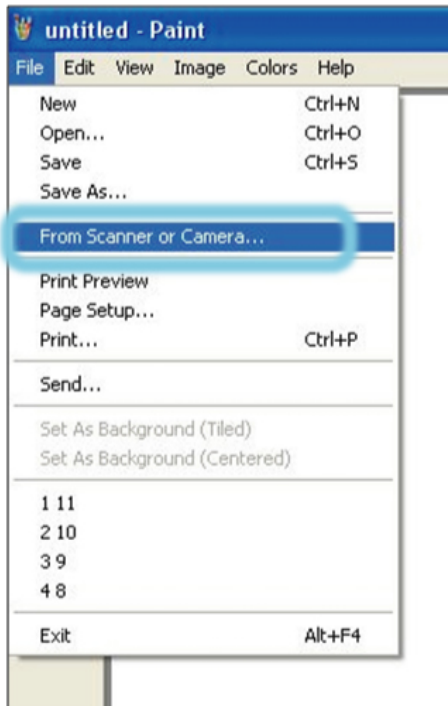 untitled - Paint
File Edit View Image Colors Help
New Ctrl+N
Open... Ctrl+O
Save Ctrl+S
Save As...
From Scanner or Camera...
Print Preview
Page Setup...
Print... Ctrl+P
Send...
Set As Background (Tiled)
Set As Background (Centered)
1 11
2 10
3 9
4 8
Exit Alt+F4